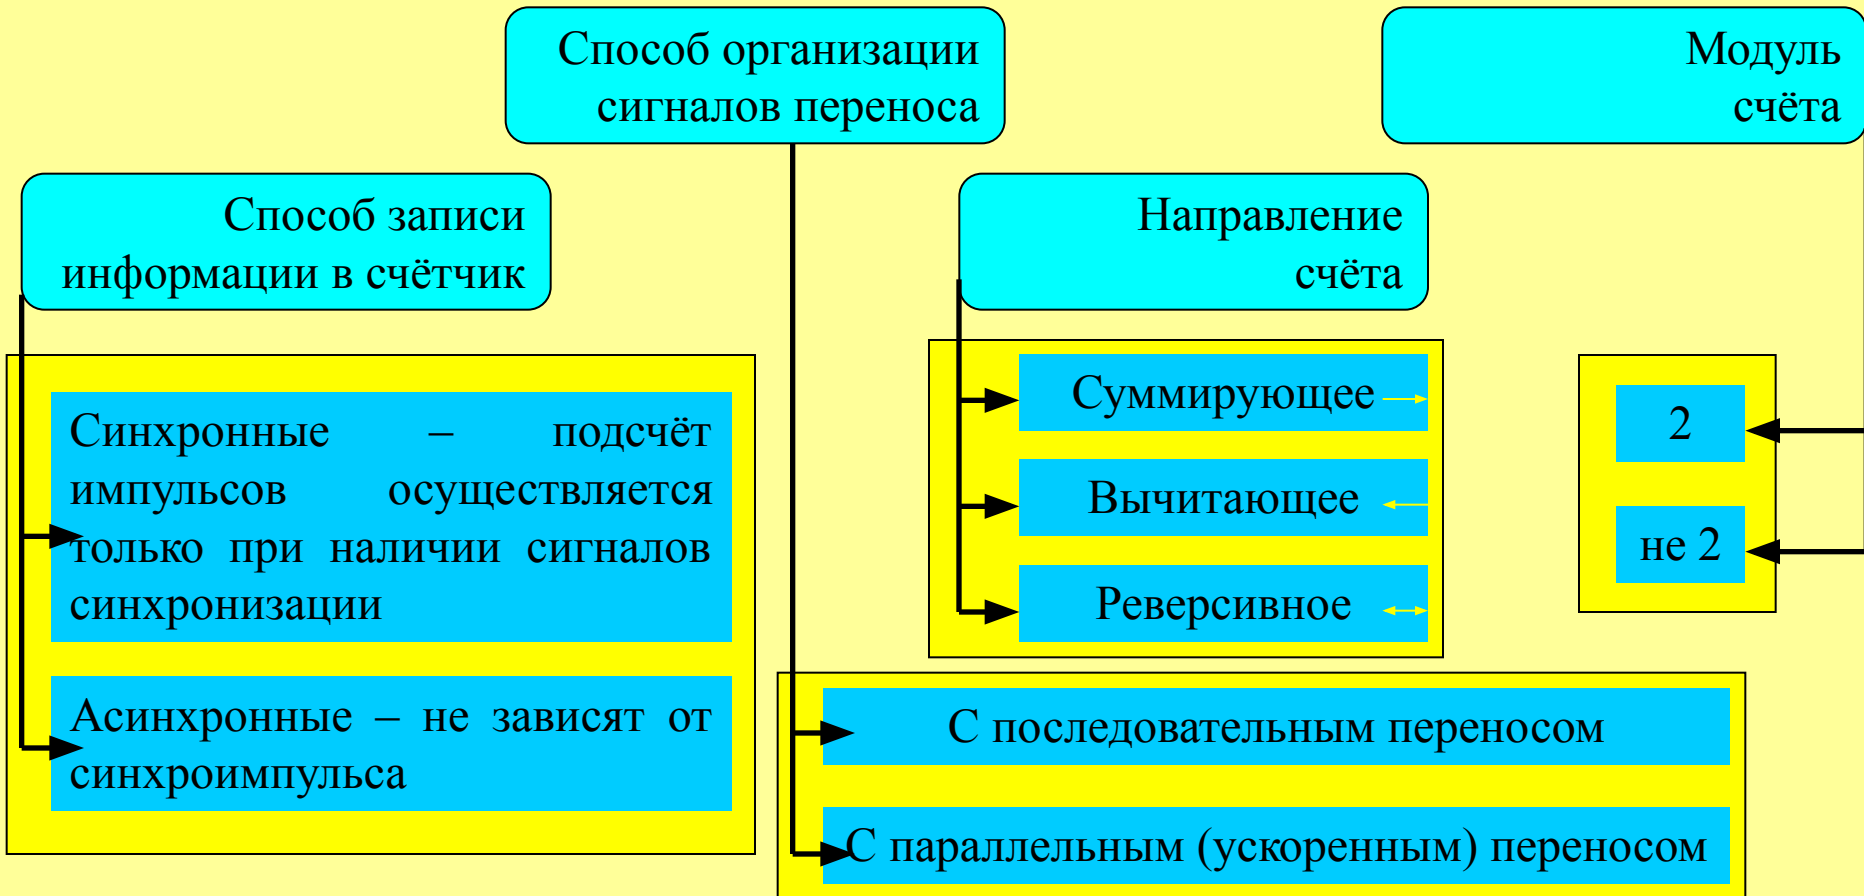 Способ организации
сигналов переноса
Модуль
счёта
Способ записи
информации в счётчик
Направление
счёта
Синхронные – подсчёт
импульсов осуществляется
только при наличии сигналов
синхронизации
Асинхронные – не зависят от
синхроимпульса
Суммирующее
Вычитающее
Реверсивное
2
не 2
С последовательным переносом
С параллельным (ускоренным) переносом